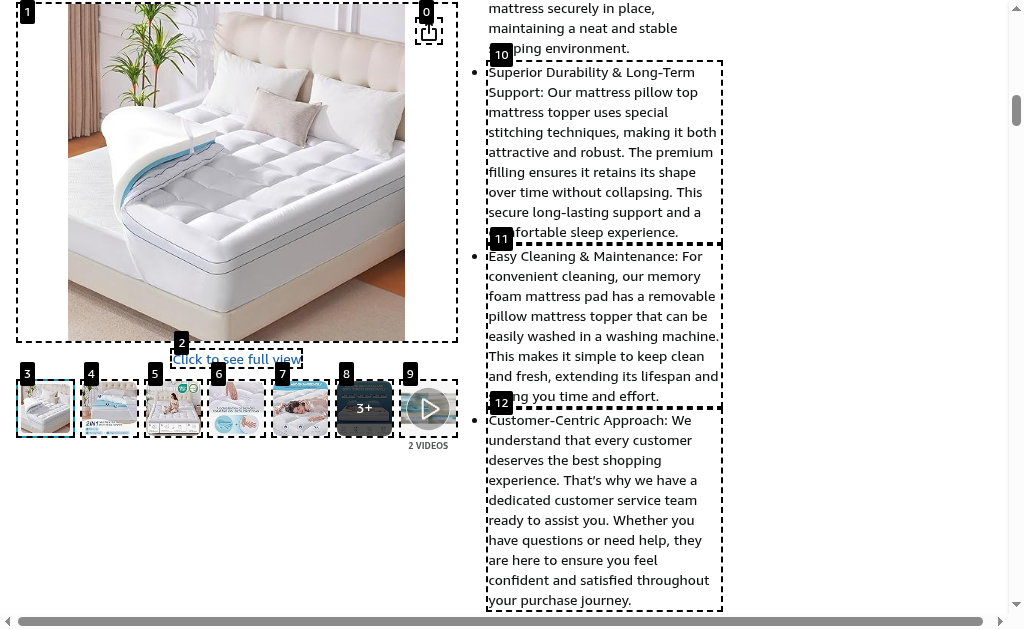 1
0
mattress securely in place,
maintaining a neat and stable
ping environment.
10
Superior Durability & Long-Term
Support: Our mattress pillow top
mattress topper uses special
stitching techniques, making it both
attractive and robust. The premium
filling ensures it retains its shape
over time without collapsing. This
secure long-lasting support and a
fortable sleep experience.
11
Easy Cleaning & Maintenance: For
convenient cleaning, our memory
foam mattress pad has a removable
pillow mattress topper that can be
easily washed in a washing machine.
This makes it simple to keep clean
and fresh, extending its lifespan and
ng you time and effort.
12
Customer-Centric Approach: We
understand that every customer
deserves the best shopping
experience. That’s why we have a
dedicated customer service team
ready to assist you. Whether you
have questions or need help, they
are here to ensure you feel
confident and satisfied throughout
your purchase journey.
2
Click to see full view
3
4
5
6
7
8
9
3+
2 VIDEOS